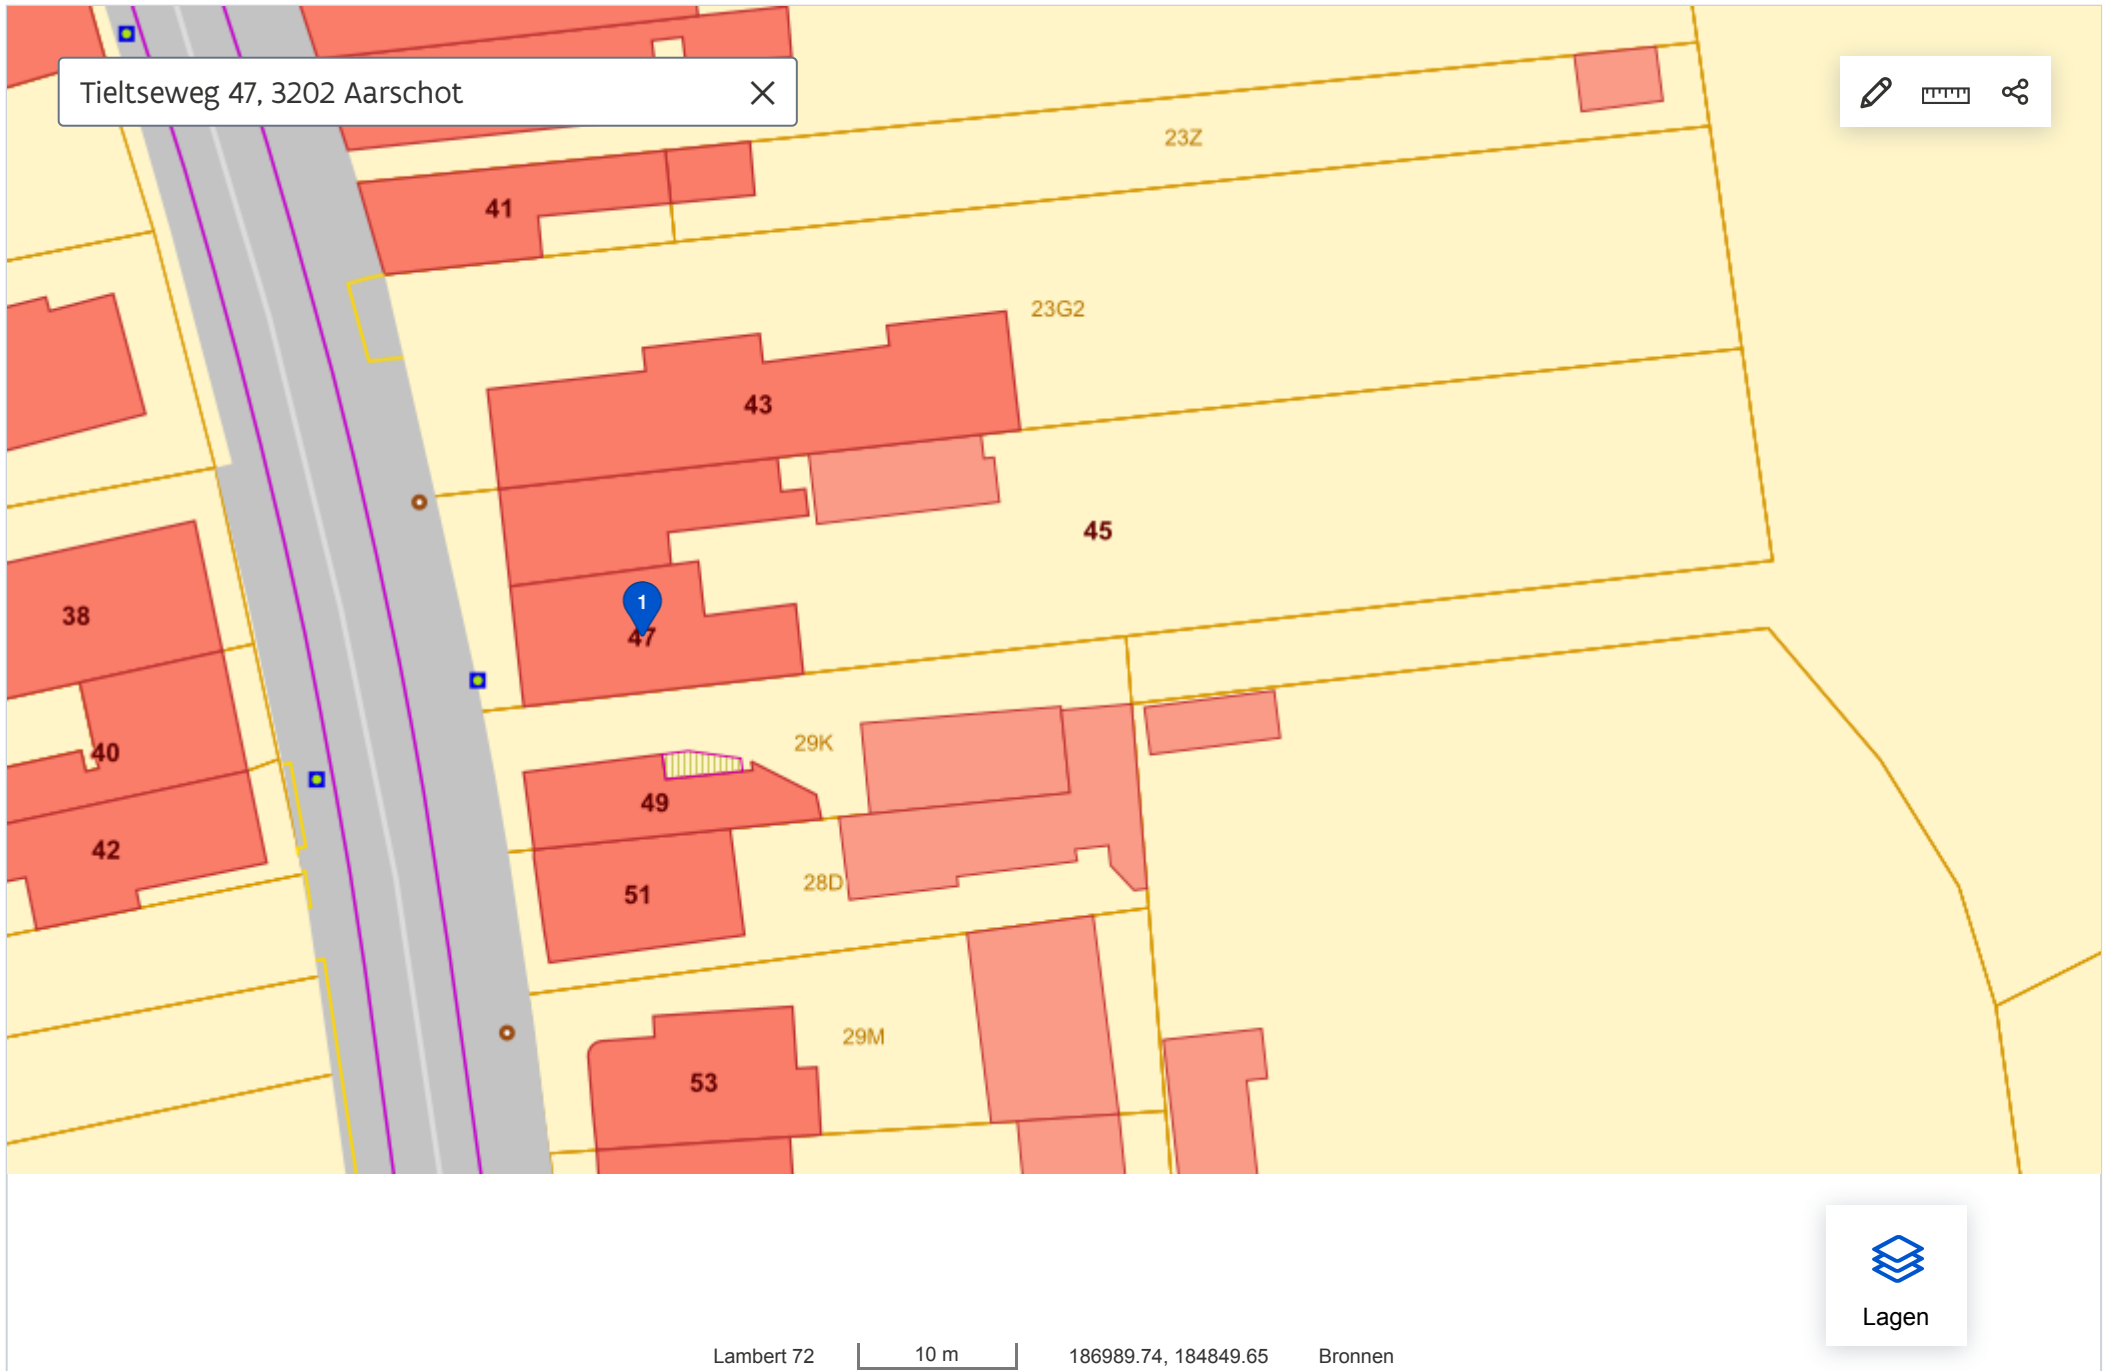 Tieltseweg 47, 3202 Aarschot
23Z
41
23G2
43
45
1
47
38
40
29K
49
42
51
28D
29M
53
Lagen
Lambert 72
10 m
186989.74, 184849.65
Bronnen